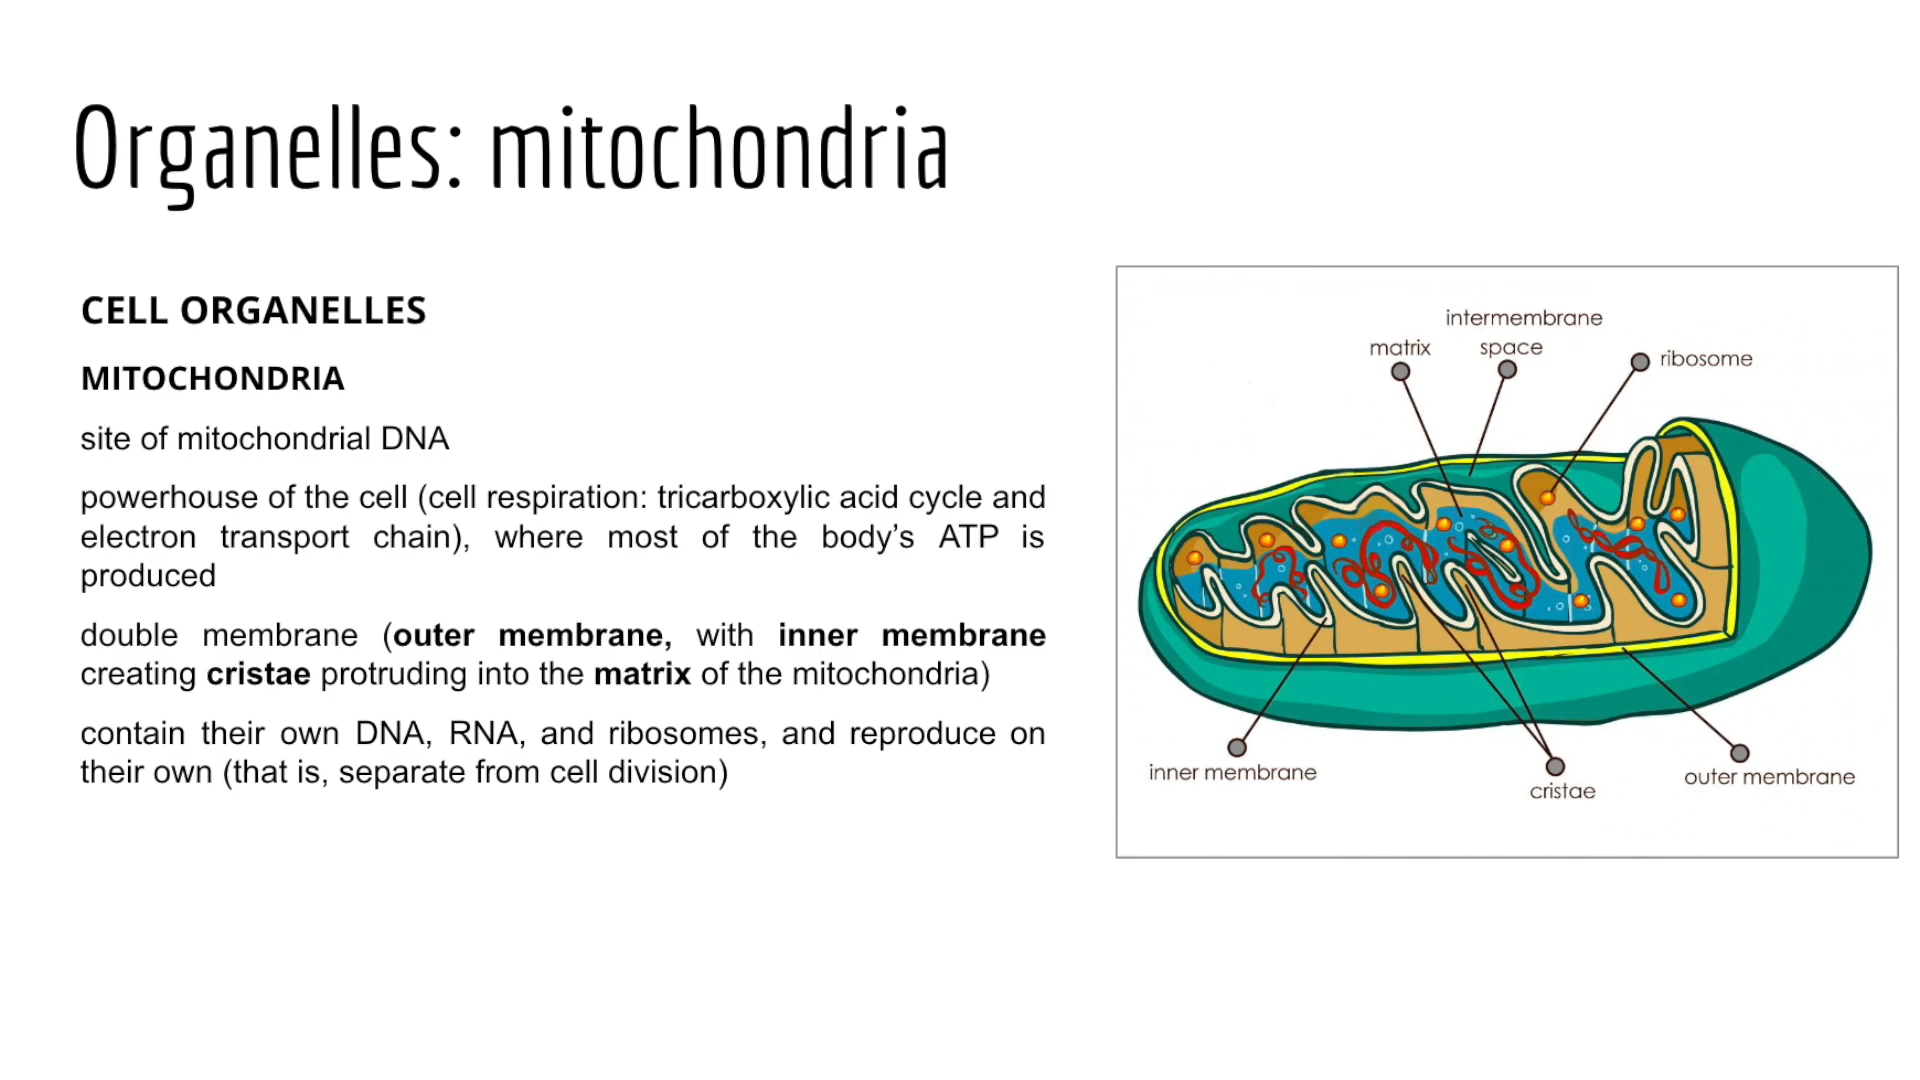 Organelles: mitochondria
CELL ORGANELLES
MITOCHONDRIA
site of mitochondrial DNA
powerhouse of the cell (cell respiration: tricarboxylic acid cycle and
electron transport chain), where most of the body’s ATP is
produced
double membrane (outer membrane, with inner membrane
creating cristae protruding into the matrix of the mitochondria)
contain their own DNA, RNA, and ribosomes, and reproduce on
their own (that is, separate from cell division)
intermembrane
space
matrix
ribosome
inner membrane
cristae
outer membrane